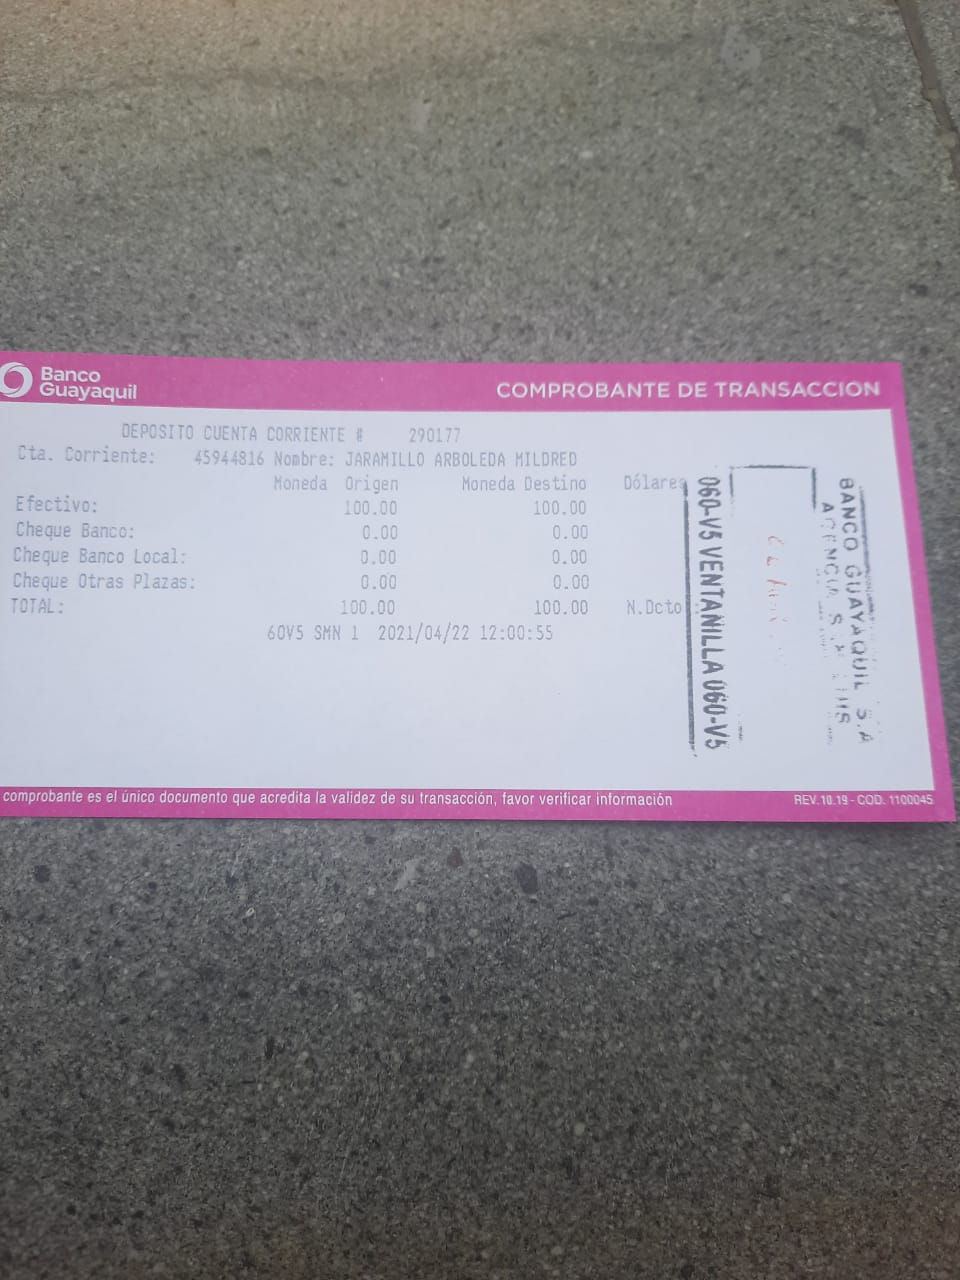 Banco
Guayaquil
COMPROBANTE DE TRANSACCION
DEPOSITO CUENTA CORRIENTE # 290177
Cta. Corriente: 45944816 Nombre: JARAMILLO ARBOLEDA MILDRED
Moneda Origen Moneda Destino Dólares
Efectivo: 100.00 100.00
Cheque Banco: 0.00 0.00
Cheque Banco Local: 0.00 0.00
Cheque Otras Plazas: 0.00 0.00
TOTAL: 100.00 100.00 N.Dcto
60V5 SMN 1 2021/04/22 12:00:55
060-V5 VENTANILLA 060-V5
BANCO GUAYAQUIL S.A
comprobante es el único documento que acredita la validez de su transacción, favor verificar información
REV.10.19 - COD. 1100045